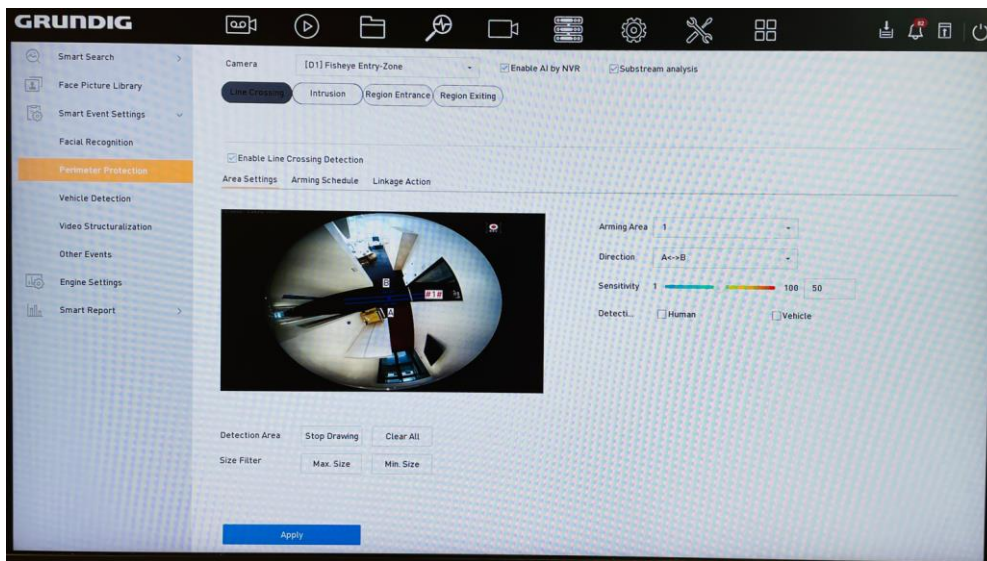 GRUNDIG
Smart Search
Face Picture Library
Smart Event Settings
Facial Recognition
Perimeter Protection
Vehicle Detection
Video Structuralization
Other Events
Engine Settings
Smart Report
Camera [D1] Fisheye Entry-Zone Enable AI by NVR Substream analysis
Line Crossing Intrusion Region Entrance Region Exiting
Enable Line Crossing Detection
Area Settings Arming Schedule Linkage Action
B
#1#
A
Arming Area 1
Direction A<->B
Sensitivity 1 100 50
Detecti... Human Vehicle
Detection Area Stop Drawing Clear All
Size Filter Max. Size Min. Size
Apply